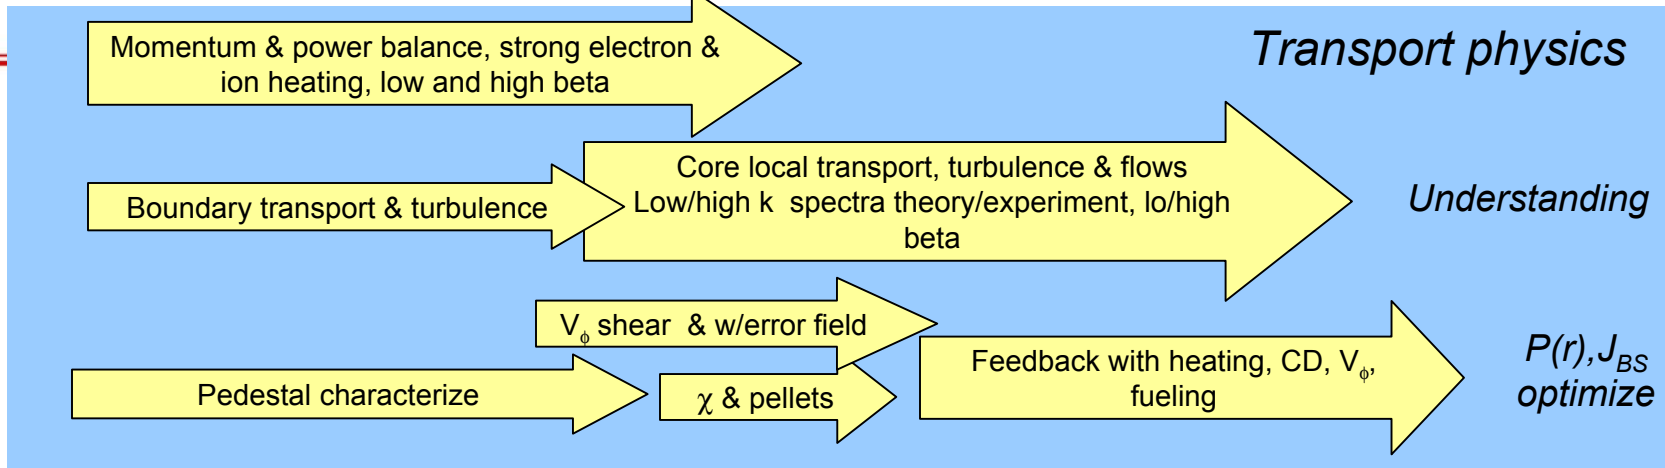 Momentum & power balance, strong electron &
ion heating, low and high beta
Transport physics
Core local transport, turbulence & flows
Low/high k spectra theory/experiment, lo/high
beta
Boundary transport & turbulence
Understanding
Vϕ shear & w/error field
Feedback with heating, CD, Vϕ,
fueling
P(r),JBS
optimize
Pedestal characterize
χ & pellets